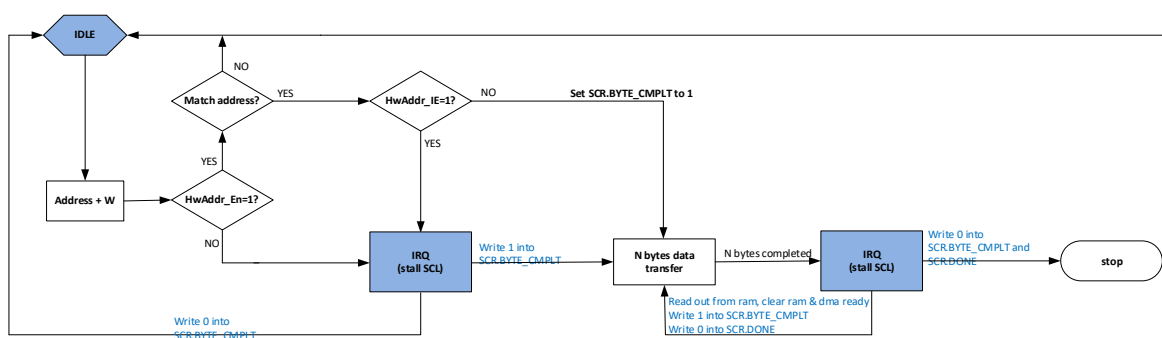 IDLE
NO
Match address?
YES
HwAddr_IE=1?
NO
Set SCR.BYTE_CMPLT to 1
YES
YES
Address + W
HwAddr_En=1?
NO
IRQ
(stall SCL)
Write 1 into
SCR.BYTE_CMPLT
N bytes data
transfer
N bytes completed
IRQ
(stall SCL)
Write 0 into
SCR.BYTE_CMPLT and
SCR.DONE
stop
Read out from ram, clear ram & dma ready
Write 1 into SCR.BYTE_CMPLT
Write 0 into SCR.DONE
Write 0 into
SCR.BYTE_CMPLT